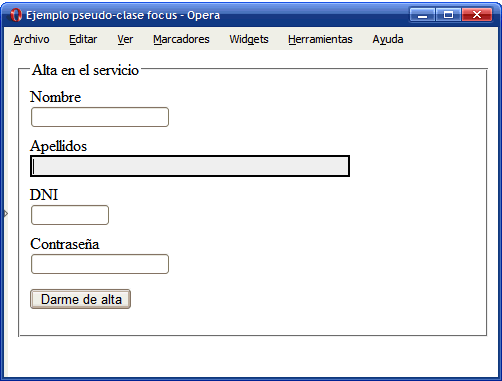 Ejemplo pseudo-clase focus - Opera
Archivo Editar Ver Marcadores Widgets Herramientas Ayuda
Alta en el servicio
Nombre
Apellidos
DNI
Contraseña
Darme de alta